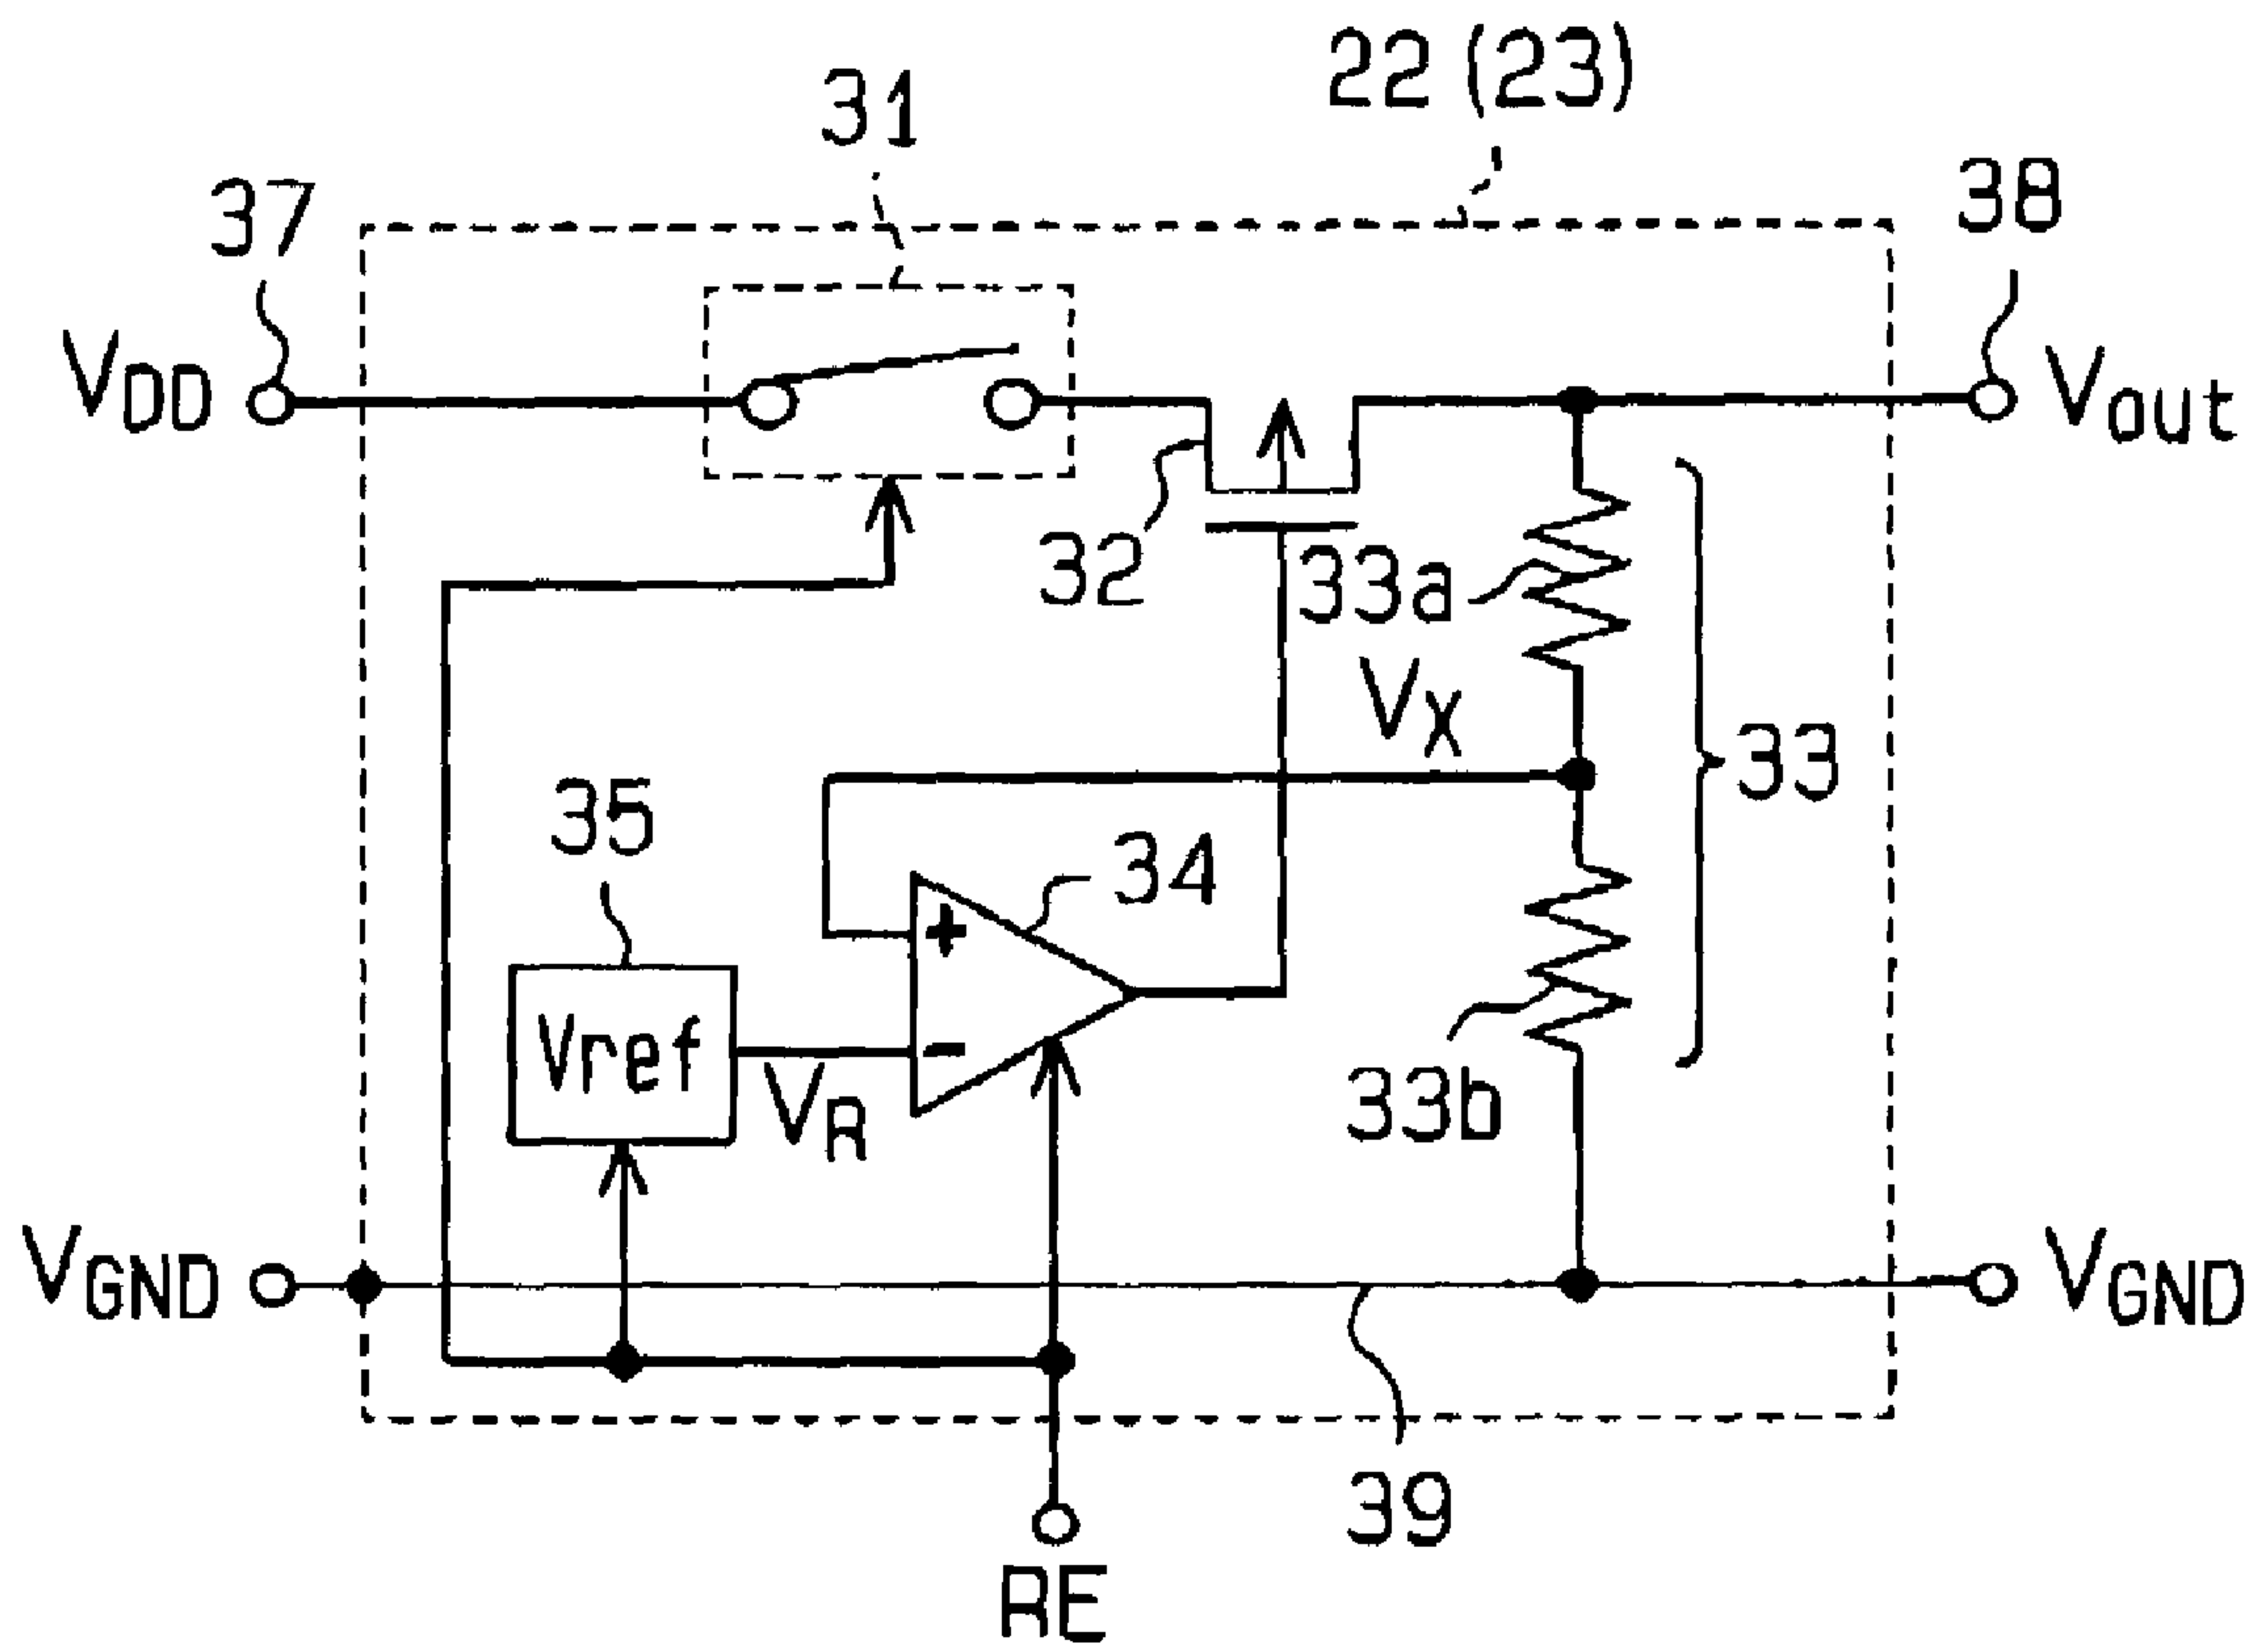 22 (23)
31
38
37
VDD
Vout
32
33a
VX
33
35
34
+
Vref
−
VR
33b
VGND
VGND
39
RE